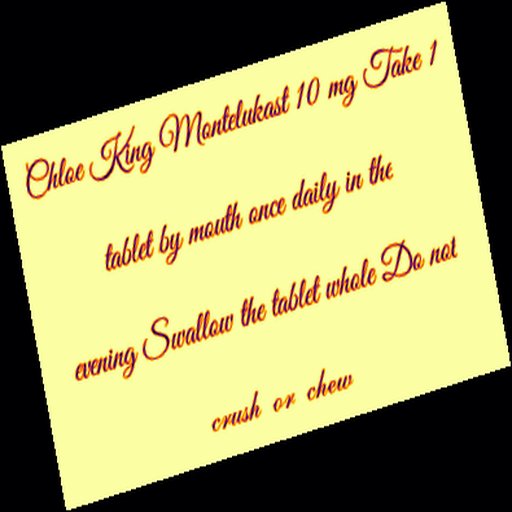 Chloe King Montelukast 10 mg Take 1
tablet by mouth once daily in the
evening Swallow the tablet whole Do not
crush or chew